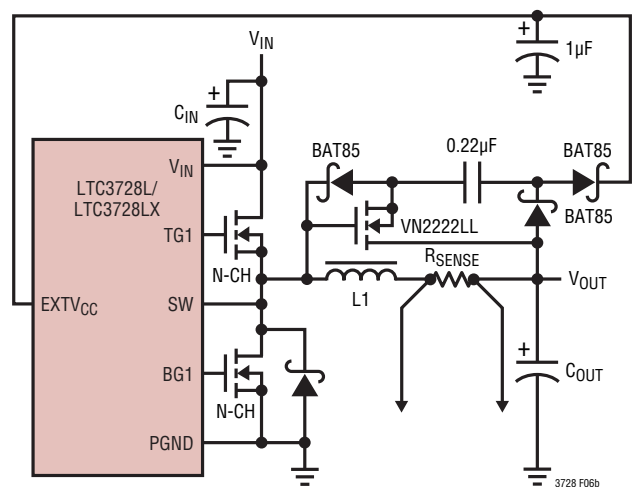 +
1µF
VIN
+
CIN
BAT85
0.22µF
BAT85
VIN
LTC3728L/
LTC3728LX
TG1
N-CH
VN2222LL
BAT85
RSENSE
VOUT
L1
EXTVCC
SW
+
COUT
BG1
N-CH
PGND
3728 F06b